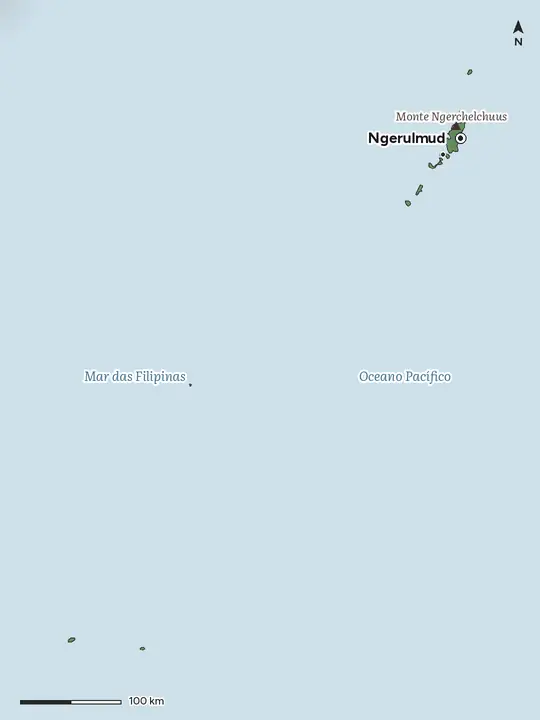 N
Monte Ngerchelchuus
Ngerulmud
Mar das Filipinas
Oceano Pacífico
100 km